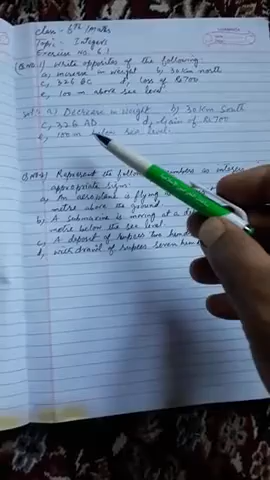 class - 6th / maths
Topic - Integers
Exercise No. 6.1
Q No. 1) Write opposites of the following
a) increase in weight b) 30 km north
c) 326 BC d) loss of Rs 700
e) 100 m above sea level.
Sol: a) Decrease in weight b) 30 km South
c) 326 AD d) Gain of Rs 700
e) 100 m below sea level.
Q No. 2) Represent the following numbers as integers
appropriate sign.
a) An aeroplane is flying
metre above the ground
b) A submarine is moving at a
metre below the sea level
c) A deposit of rupees two
d) withdrawl of rupees seven